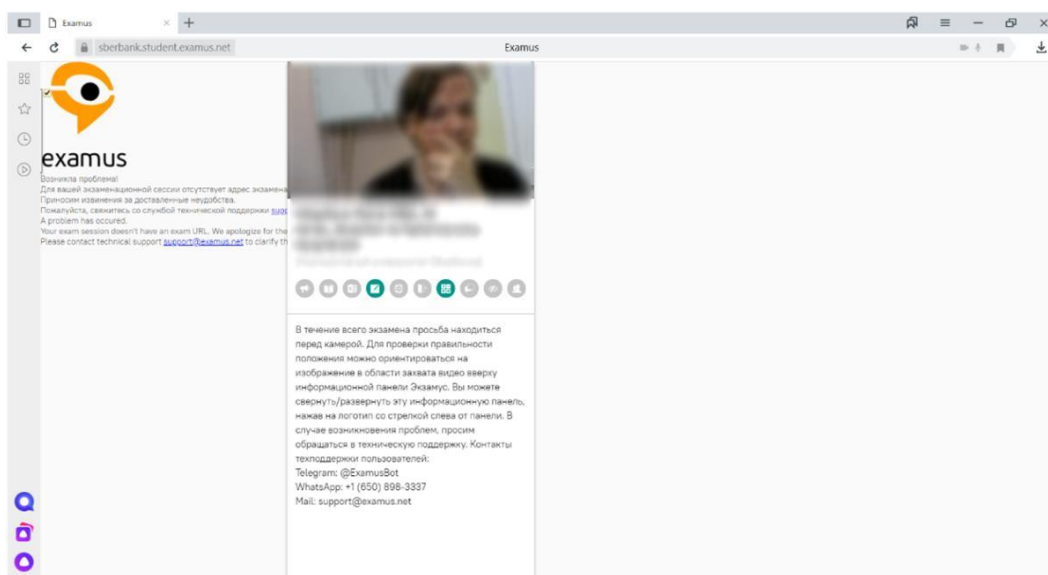 Examus
sberbank.student.examus.net
Examus
examus
Возникла проблема!
Для вашей экзаменационной сессии отсутствует адрес экзамена
Приносим извинения за доставленные неудобства.
Пожалуйста, свяжитесь со службой технической поддержки supp
A problem has occured.
Your exam session doesn't have an exam URL. We apologize for the
Please contact technical support support@examus.net to clarify th
В течение всего экзамена просьба находиться
перед камерой. Для проверки правильности
положения можно ориентироваться на
изображение в области захвата видео вверху
информационной панели Экзамус. Вы можете
свернуть/развернуть эту информационную панель,
нажав на логотип со стрелкой слева от панели. В
случае возникновения проблем, просим
обращаться в техническую поддержку. Контакты
техподдержки пользователей:
Telegram: @ExamusBot
WhatsApp: +1 (650) 898-3337
Mail: support@examus.net